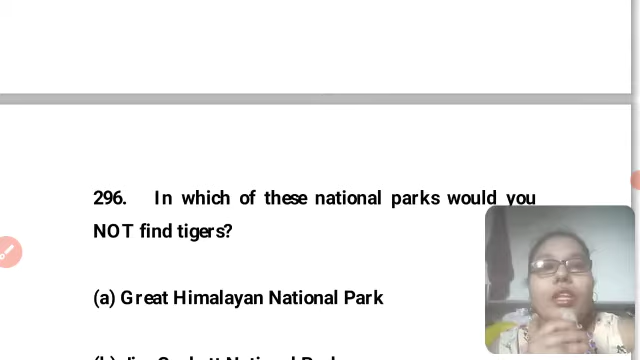 296. In which of these national parks would you
NOT find tigers?
(a) Great Himalayan National Park